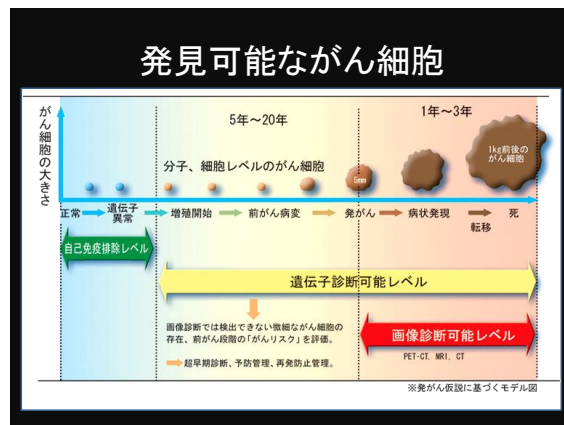 発見可能ながん細胞
がん細胞の大きさ
5年～20年
1年～3年
分子、細胞レベルのがん細胞
5mm
1kg前後の
がん細胞
正常
遺伝子
異常
増殖開始
前がん病変
発がん
病状発現
転移
死
自己免疫排除レベル
遺伝子診断可能レベル
画像診断では検出できない微細ながん細胞の
存在、前がん段階の「がんリスク」を評価。
超早期診断、予防管理、再発防止管理。
画像診断可能レベル
PET-CT, MRI, CT
※発がん仮説に基づくモデル図